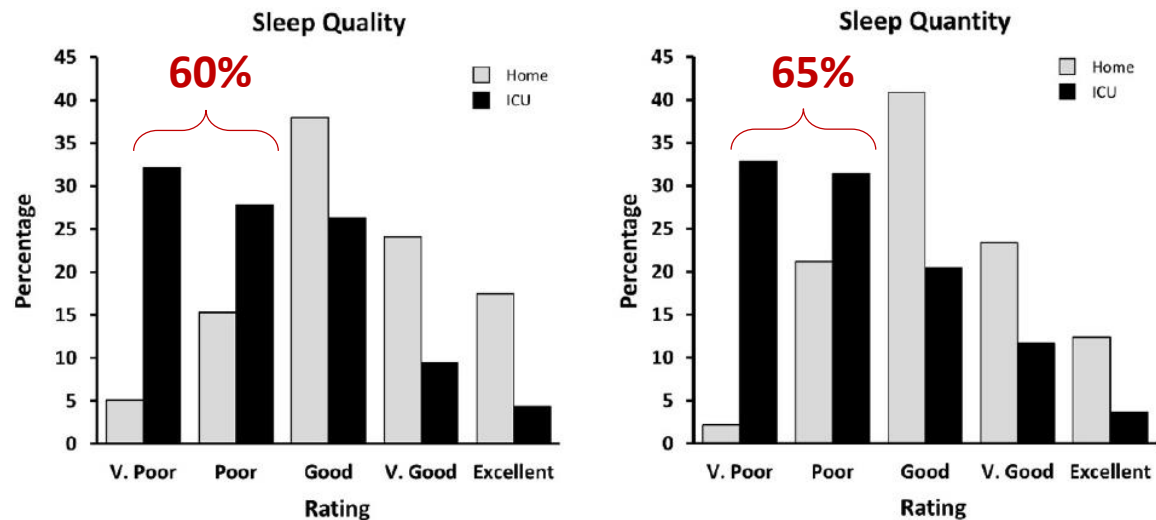 Sleep Quality
60%
Home
ICU
45
40
35
30
25
20
15
10
5
0
Percentage
V. Poor Poor Good V. Good Excellent
Rating
Sleep Quantity
65%
Home
ICU
45
40
35
30
25
20
15
10
5
0
Percentage
V. Poor Poor Good V. Good Excellent
Rating